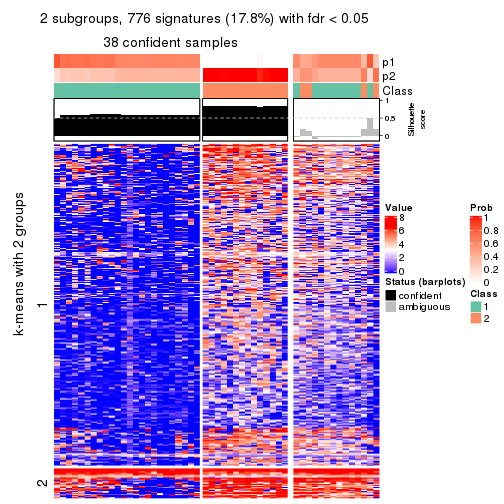 2 subgroups, 776 signatures (17.8%) with fdr < 0.05
38 confident samples
p1
p2
Class
1
0.5
0
Silhouette
score
k-means with 2 groups
1
2
Value
8
6
4
2
0
Status (barplots)
confident
ambiguous
Prob
1
0.8
0.6
0.4
0.2
0
Class
1
2